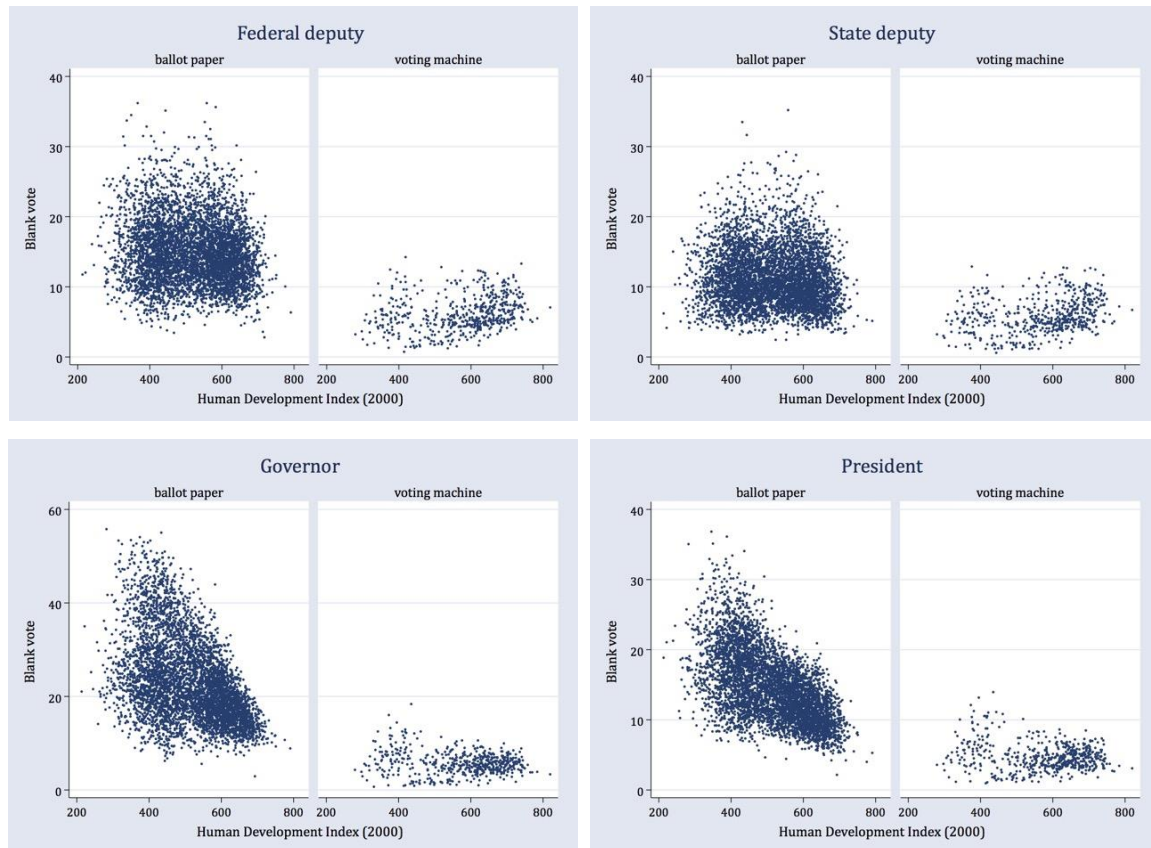 Federal deputy
ballot paper voting machine
40
30
20
10
0
Blank vote
200 400 600 800 200 400 600 800
Human Development Index (2000)
State deputy
ballot paper voting machine
40
30
20
10
0
Blank vote
200 400 600 800 200 400 600 800
Human Development Index (2000)
Governor
ballot paper voting machine
60
40
20
0
Blank vote
200 400 600 800 200 400 600 800
Human Development Index (2000)
President
ballot paper voting machine
40
30
20
10
0
Blank vote
200 400 600 800 200 400 600 800
Human Development Index (2000)